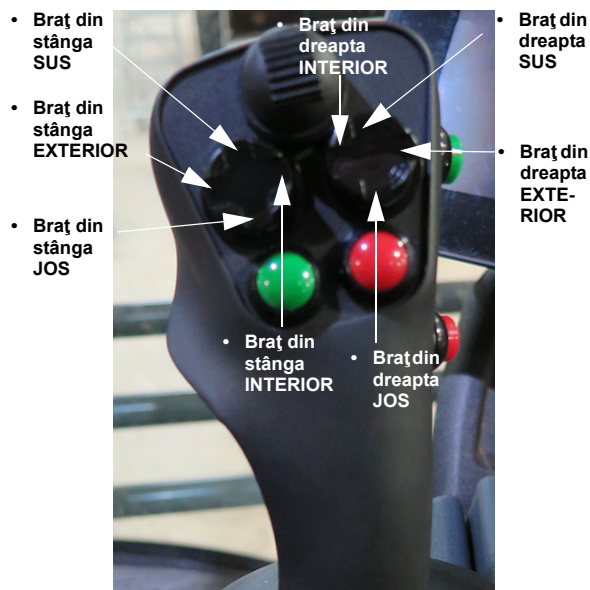 • Braţ din
stânga
SUS
• Braţ din
stânga
EXTERIOR
• Braţ din
stânga
JOS
• Braţ din
dreapta
INTERIOR
• Braţ din
dreapta
SUS
• Braţ din
dreapta
EXTE-
RIOR
• Braţ din
stânga
INTERIOR
• Braţ din
dreapta
JOS